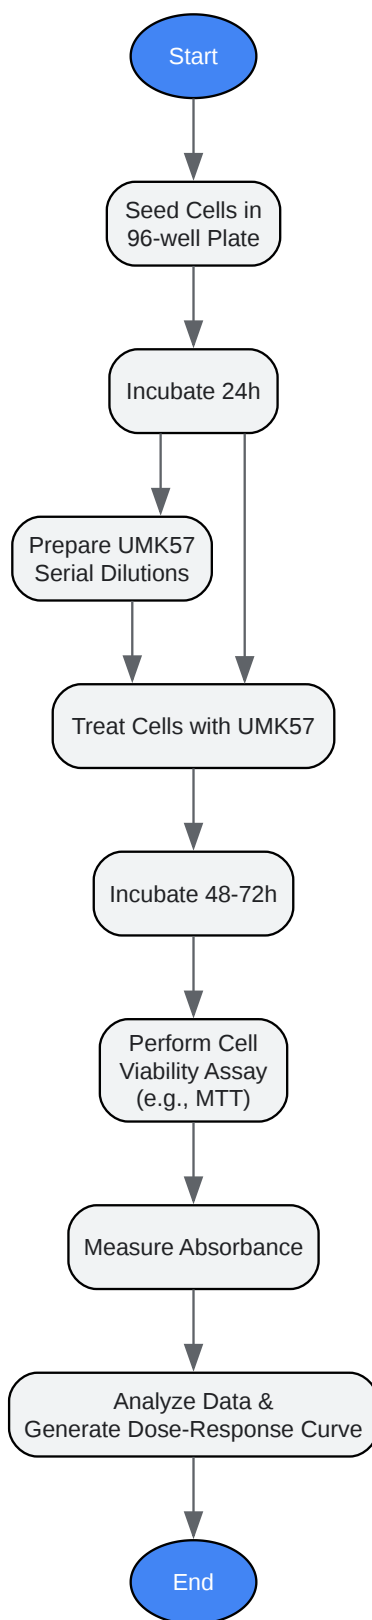 Start
Seed Cells in
96-well Plate
Incubate 24h
Prepare UMK57
Serial Dilutions
Treat Cells with UMK57
Incubate 48-72h
Perform Cell
Viability Assay
(e.g., MTT)
Measure Absorbance
Analyze Data &
Generate Dose-Response Curve
End